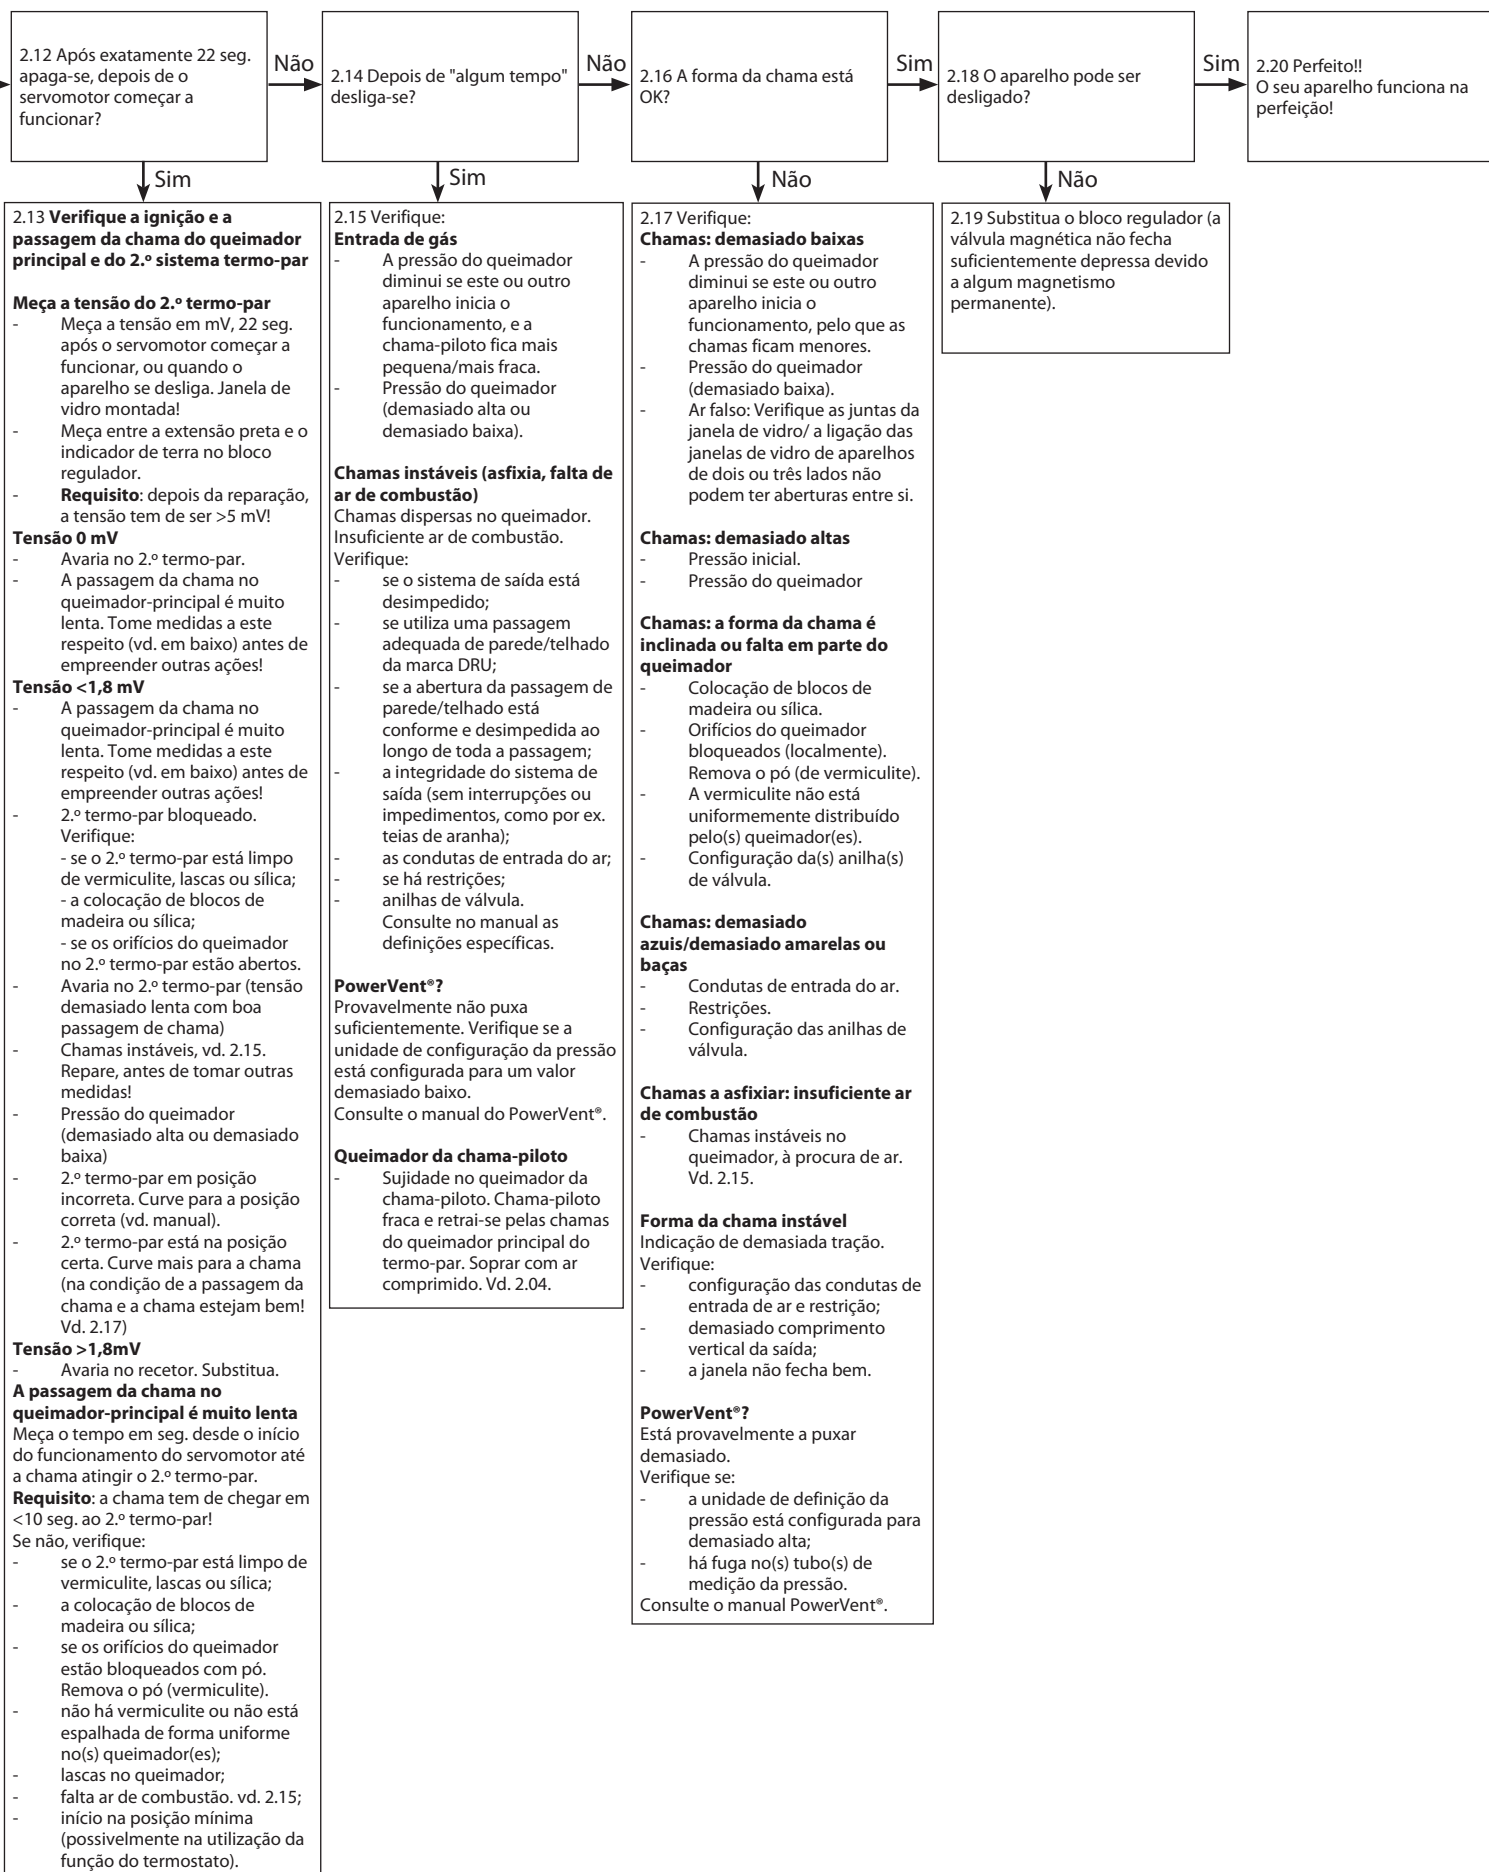 2.12 Após exatamente 22 seg.
apaga-se, depois de o
servomotor começar a
funcionar?
Não
2.14 Depois de "algum tempo"
desliga-se?
Não
2.16 A forma da chama está
OK?
Sim
2.18 O aparelho pode ser
desligado?
Sim
2.20 Perfeito!!
O seu aparelho funciona na
perfeição!
Sim
Sim
Não
Não
2.13 Verifique a ignição e a
passagem da chama do queimador
principal e do 2.º sistema termo-par
Meça a tensão do 2.º termo-par
- Meça a tensão em mV, 22 seg.
após o servomotor começar a
funcionar, ou quando o
aparelho se desliga. Janela de
vidro montada!
- Meça entre a extensão preta e o
indicador de terra no bloco
regulador.
- Requisito: depois da reparação,
a tensão tem de ser >5 mV!
Tensão 0 mV
- Avaria no 2.º termo-par.
- A passagem da chama no
queimador-principal é muito
lenta. Tome medidas a este
respeito (vd. em baixo) antes de
empreender outras ações!
Tensão <1,8 mV
- A passagem da chama no
queimador-principal é muito
lenta. Tome medidas a este
respeito (vd. em baixo) antes de
empreender outras ações!
- 2.º termo-par bloqueado.
Verifique:
- se o 2.º termo-par está limpo
de vermiculite, lascas ou sílica;
- a colocação de blocos de
madeira ou sílica;
- se os orifícios do queimador
no 2.º termo-par estão abertos.
- Avaria no 2.º termo-par (tensão
demasiado lenta com boa
passagem de chama)
- Chamas instáveis, vd. 2.15.
Repare, antes de tomar outras
medidas!
- Pressão do queimador
(demasiado alta ou demasiado
baixa)
- 2.º termo-par em posição
incorreta. Curve para a posição
correta (vd. manual).
- 2.º termo-par está na posição
certa. Curve mais para a chama
(na condição de a passagem da
chama e a chama estejam bem!
Vd. 2.17)
Tensão >1,8mV
- Avaria no recetor. Substitua.
A passagem da chama no
queimador-principal é muito lenta
Meça o tempo em seg. desde o início
do funcionamento do servomotor até
a chama atingir o 2.º termo-par.
Requisito: a chama tem de chegar em
<10 seg. ao 2.º termo-par!
Se não, verifique:
- se o 2.º termo-par está limpo de
vermiculite, lascas ou sílica;
- a colocação de blocos de
madeira ou sílica;
- se os orifícios do queimador
estão bloqueados com pó.
Remova o pó (vermiculite).
- não há vermiculite ou não está
espalhada de forma uniforme
no(s) queimador(es);
- lascas no queimador;
- falta ar de combustão. vd. 2.15;
- início na posição mínima
(possivelmente na utilização da
função do termostato).
2.15 Verifique:
Entrada de gás
- A pressão do queimador
diminui se este ou outro
aparelho inicia o
funcionamento, e a
chama-piloto fica mais
pequena/mais fraca.
- Pressão do queimador
(demasiado alta ou
demasiado baixa).
Chamas instáveis (asfixia, falta de
ar de combustão)
Chamas dispersas no queimador.
Insuficiente ar de combustão.
Verifique:
- se o sistema de saída está
desimpedido;
- se utiliza uma passagem
adequada de parede/telhado
da marca DRU;
- se a abertura da passagem de
parede/telhado está
conforme e desimpedida ao
longo de toda a passagem;
- a integridade do sistema de
saída (sem interrupções ou
impedimentos, como por ex.
teias de aranha);
- as condutas de entrada do ar;
- se há restrições;
- anilhas de válvula.
Consulte no manual as
definições específicas.
PowerVent®?
Provavelmente não puxa
suficientemente. Verifique se a
unidade de configuração da pressão
está configurada para um valor
demasiado baixo.
Consulte o manual do PowerVent®.
Queimador da chama-piloto
- Sujidade no queimador da
chama-piloto. Chama-piloto
fraca e retrai-se pelas chamas
do queimador principal do
termo-par. Soprar com ar
comprimido. Vd. 2.04.
2.17 Verifique:
Chamas: demasiado baixas
- A pressão do queimador
diminui se este ou outro
aparelho inicia o
funcionamento, pelo que as
chamas ficam menores.
- Pressão do queimador
(demasiado baixa).
- Ar falso: Verifique as juntas da
janela de vidro/ a ligação das
janelas de vidro de aparelhos
de dois ou três lados não
podem ter aberturas entre si.
Chamas: demasiado altas
- Pressão inicial.
- Pressão do queimador
Chamas: a forma da chama é
inclinada ou falta em parte do
queimador
- Colocação de blocos de
madeira ou sílica.
- Orifícios do queimador
bloqueados (localmente).
Remova o pó (de vermiculite).
- A vermiculite não está
uniformemente distribuído
pelo(s) queimador(es).
- Configuração da(s) anilha(s)
de válvula.
Chamas: demasiado
azuis/demasiado amarelas ou
baças
- Condutas de entrada do ar.
- Restrições.
- Configuração das anilhas de
válvula.
Chamas a asfixiar: insuficiente ar
de combustão
- Chamas instáveis no
queimador, à procura de ar.
Vd. 2.15.
Forma da chama instável
Indicação de demasiada tração.
Verifique:
- configuração das condutas de
entrada de ar e restrição;
- demasiado comprimento
vertical da saída;
- a janela não fecha bem.
PowerVent®?
Está provavelmente a puxar
demasiado.
Verifique se:
- a unidade de definição da
pressão está configurada para
demasiado alta;
- há fuga no(s) tubo(s) de
medição da pressão.
Consulte o manual PowerVent®.
2.19 Substitua o bloco regulador (a
válvula magnética não fecha
suficientemente depressa devido
a algum magnetismo
permanente).